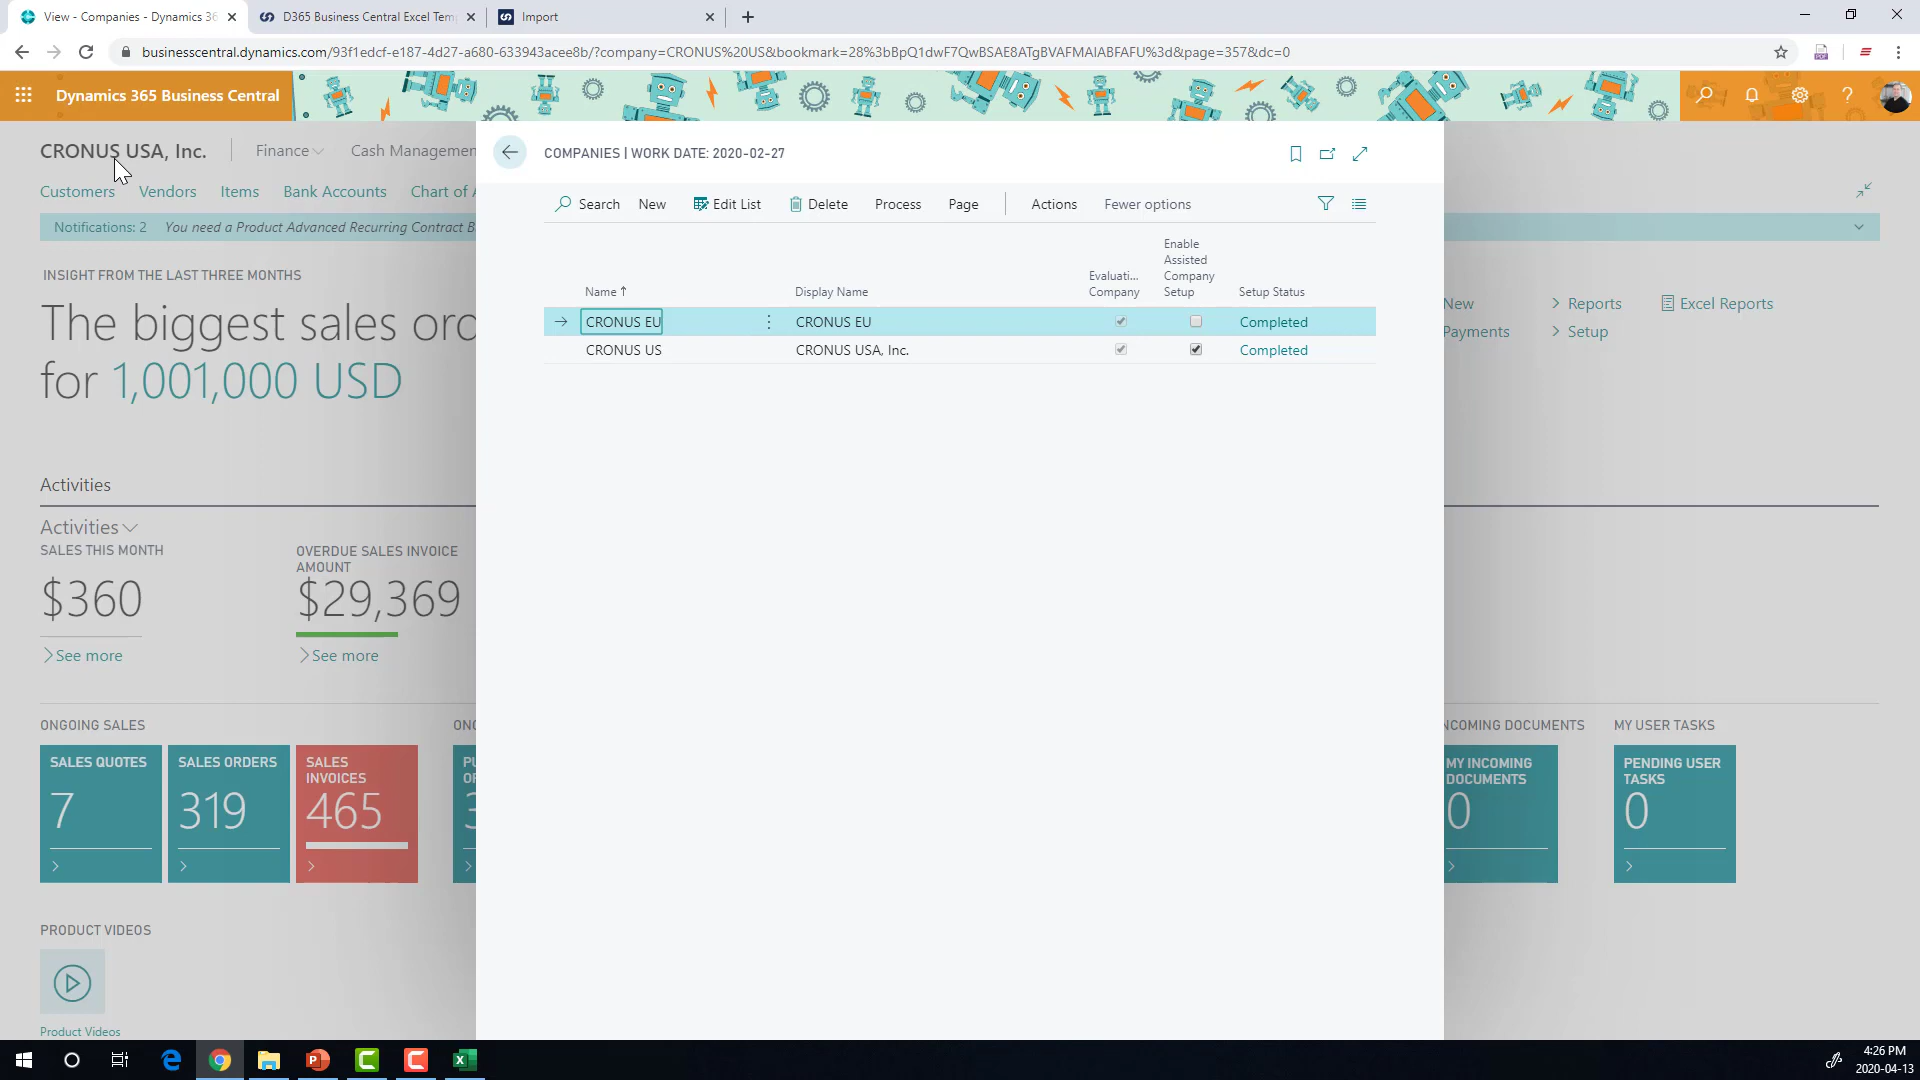 View - Companies - Dynamics 36
D365 Business Central Excel Tem
Import
businesscentral.dynamics.com/93f1edcf-e187-4d27-a680-633943acee8b/?company=CRONUS%20US&bookmark=28%3bBpQ1dwF7QwBSAE8ATgBVAFMAIABFAFU%3d&page=357&dc=0
Dynamics 365 Business Central
CRONUS USA, Inc.
Finance
Cash Managemen
COMPANIES | WORK DATE: 2020-02-27
Customers
Vendors
Items
Bank Accounts
Chart of A
Search
New
Edit List
Delete
Process
Page
Actions
Fewer options
Notifications: 2
You need a Product Advanced Recurring Contract B
INSIGHT FROM THE LAST THREE MONTHS
The biggest sales orc
for 1,001,000 USD
Name ↑
Display Name
Evaluati...
Company
Enable
Assisted
Company
Setup
Setup Status
CRONUS EU
CRONUS EU
Completed
CRONUS US
CRONUS USA, Inc.
Completed
New
Reports
Excel Reports
Payments
Setup
Activities
Activities
SALES THIS MONTH
$360
See more
OVERDUE SALES INVOICE
AMOUNT
$29,369
See more
ONGOING SALES
ONG
NCOMING DOCUMENTS
MY USER TASKS
SALES QUOTES
7
SALES ORDERS
319
SALES
INVOICES
465
PU
OF
3
MY INCOMING
DOCUMENTS
0
PENDING USER
TASKS
0
PRODUCT VIDEOS
Product Videos
4:26 PM
2020-04-13